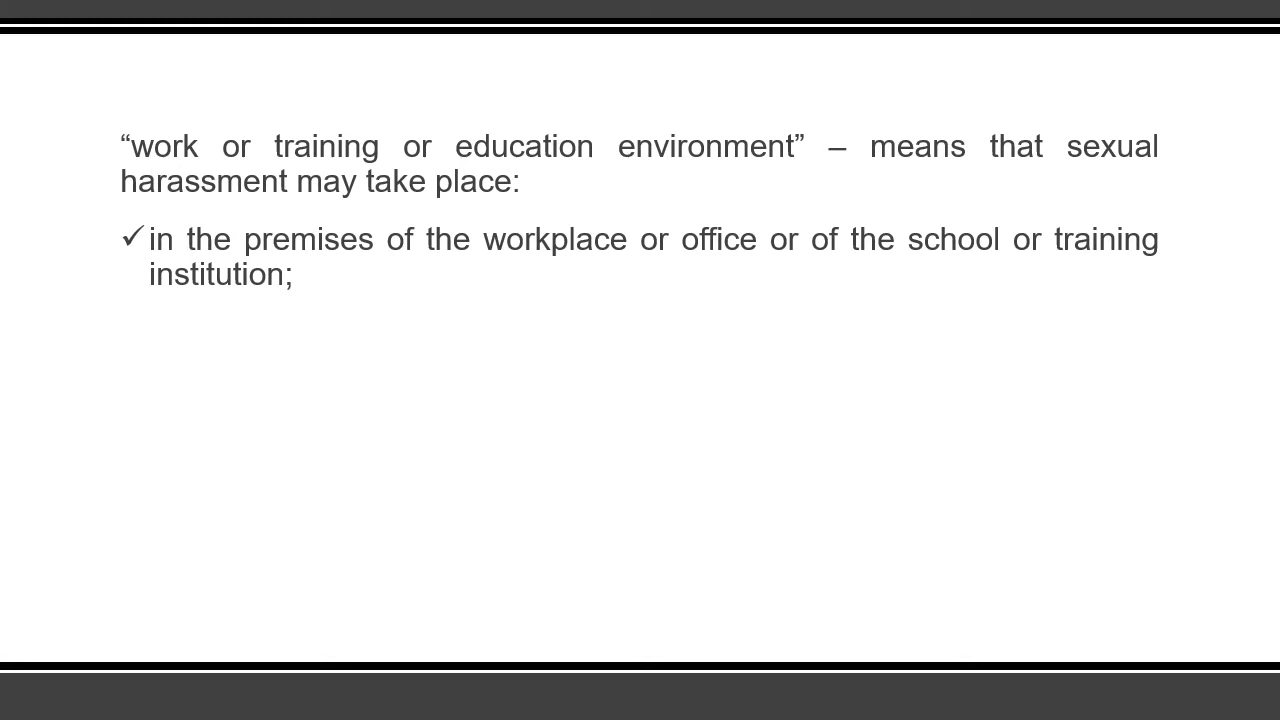 “work or training or education environment” – means that sexual
harassment may take place:
✓in the premises of the workplace or office or of the school or training
institution;